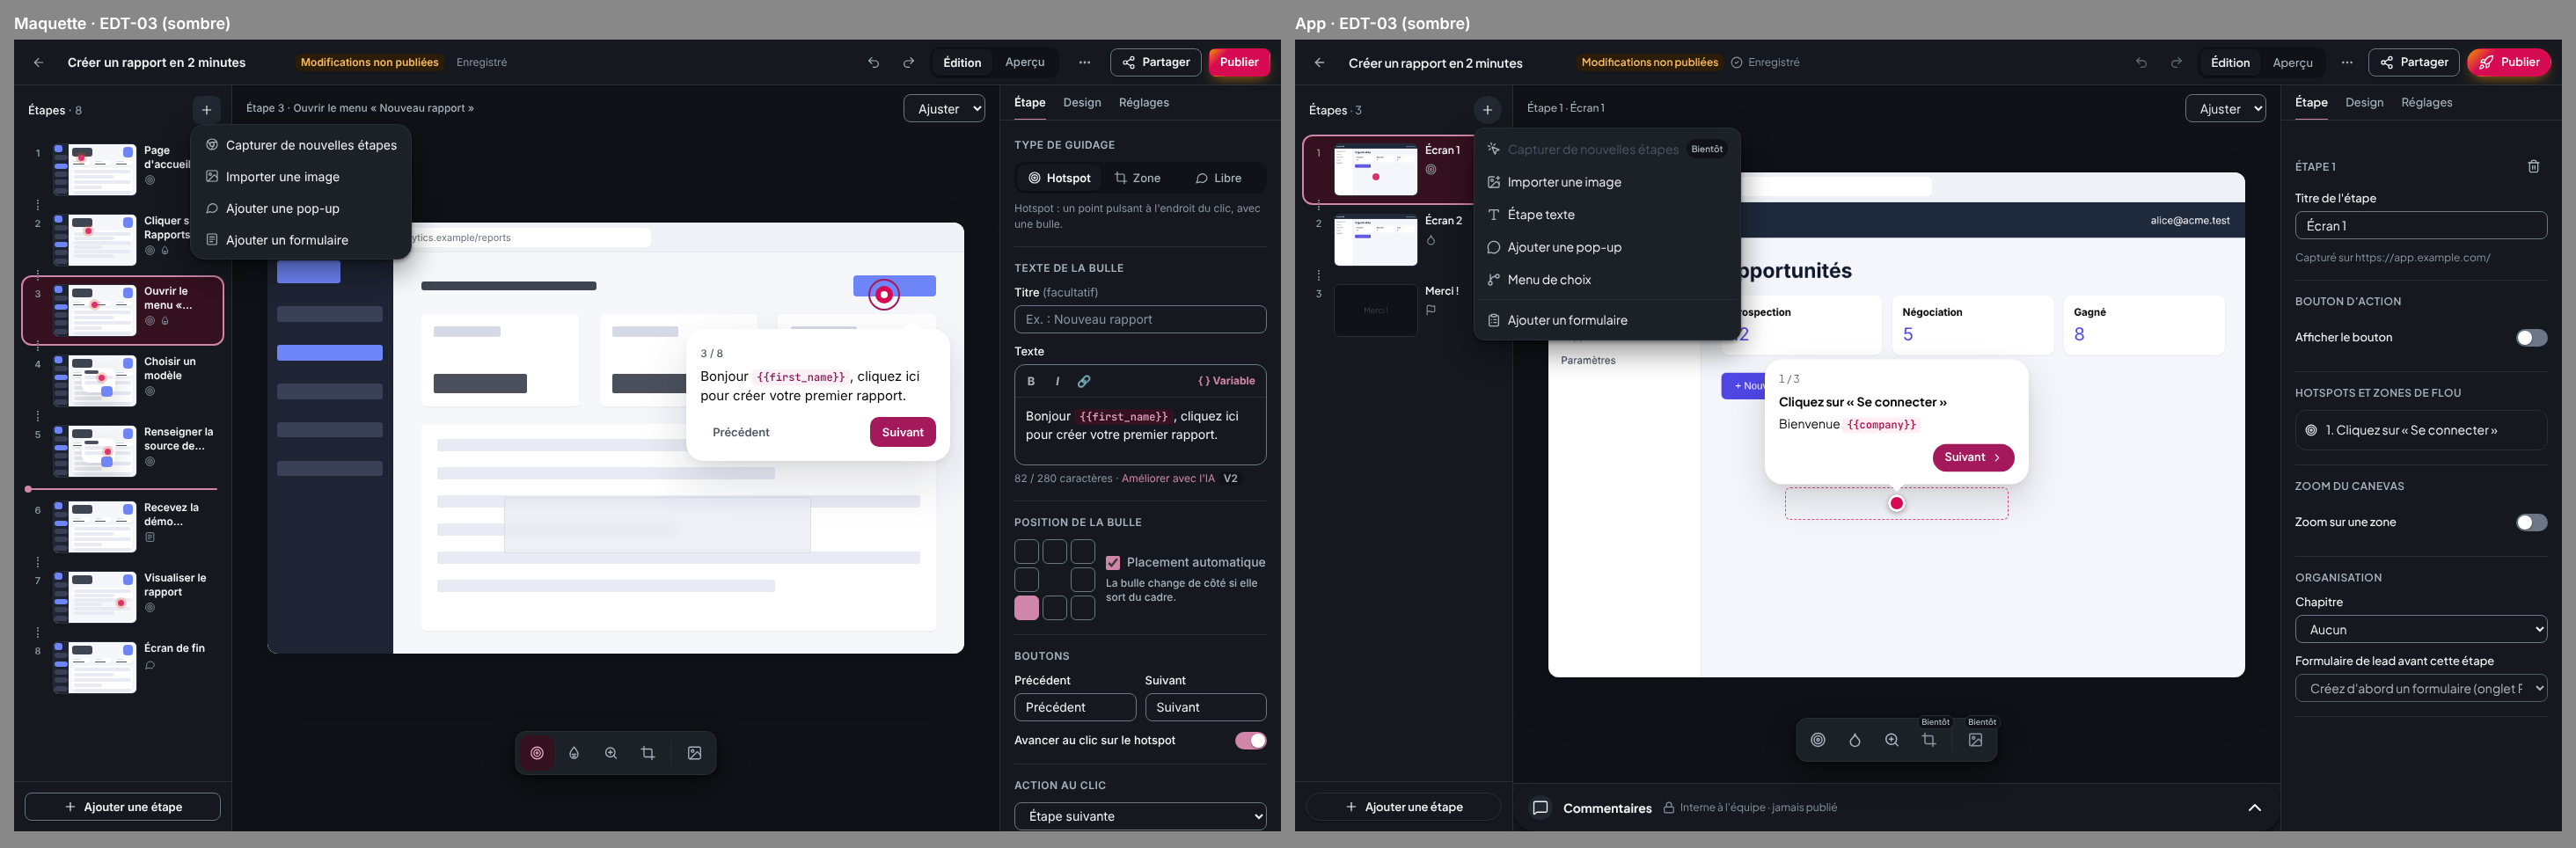 Maquette · EDT-03 (sombre)
Créer un rapport en 2 minutes
Modifications non publiées
Enregistré
Édition
Aperçu
Partager
Publier
Étapes · 8
Capturer de nouvelles étapes
Importer une image
Ajouter une pop-up
Ajouter un formulaire
1
Page
d'accueil
2
Cliquer s
Rapports
3
Ouvrir le
menu «...
4
Choisir un
modèle
5
Renseigner la
source de...
6
Recevez la
démo...
7
Visualiser le
rapport
8
Écran de fin
Ajouter une étape
Étape 3 · Ouvrir le menu « Nouveau rapport »
Ajuster
ytics.example/reports
3 / 8
Bonjour {{first_name}}, cliquez ici
pour créer votre premier rapport.
Précédent
Suivant
Étape
Design
Réglages
TYPE DE GUIDAGE
Hotspot
Zone
Libre
Hotspot : un point pulsant à l'endroit du clic, avec
une bulle.
TEXTE DE LA BULLE
Titre (facultatif)
Ex. : Nouveau rapport
Texte
B
I
{ } Variable
Bonjour {{first_name}}, cliquez ici
pour créer votre premier rapport.
82 / 280 caractères · Améliorer avec l'IA V2
POSITION DE LA BULLE
Placement automatique
La bulle change de côté si elle
sort du cadre.
BOUTONS
Précédent
Suivant
Précédent
Suivant
Avancer au clic sur le hotspot
ACTION AU CLIC
Étape suivante
App · EDT-03 (sombre)
Créer un rapport en 2 minutes
Modifications non publiées
Enregistré
Édition
Aperçu
Partager
Publier
Étapes · 3
1
Écran 1
2
Écran 2
3
Merci !
Merci !
Ajouter une étape
Étape 1 · Écran 1
Ajuster
Capturer de nouvelles étapes
Bientôt
Importer une image
Étape texte
Ajouter une pop-up
Menu de choix
Ajouter un formulaire
alice@acme.test
pportunités
rospection
2
Négociation
5
Gagné
8
Paramètres
+ Nouv
1 / 3
Cliquez sur « Se connecter »
Bienvenue {{company}}
Suivant
Bientôt
Bientôt
Commentaires
Interne à l'équipe · jamais publié
Étape
Design
Réglages
ÉTAPE 1
Titre de l'étape
Écran 1
Capturé sur https://app.example.com/
BOUTON D'ACTION
Afficher le bouton
HOTSPOTS ET ZONES DE FLOU
1. Cliquez sur « Se connecter »
ZOOM DU CANEVAS
Zoom sur une zone
ORGANISATION
Chapitre
Aucun
Formulaire de lead avant cette étape
Créez d'abord un formulaire (onglet F